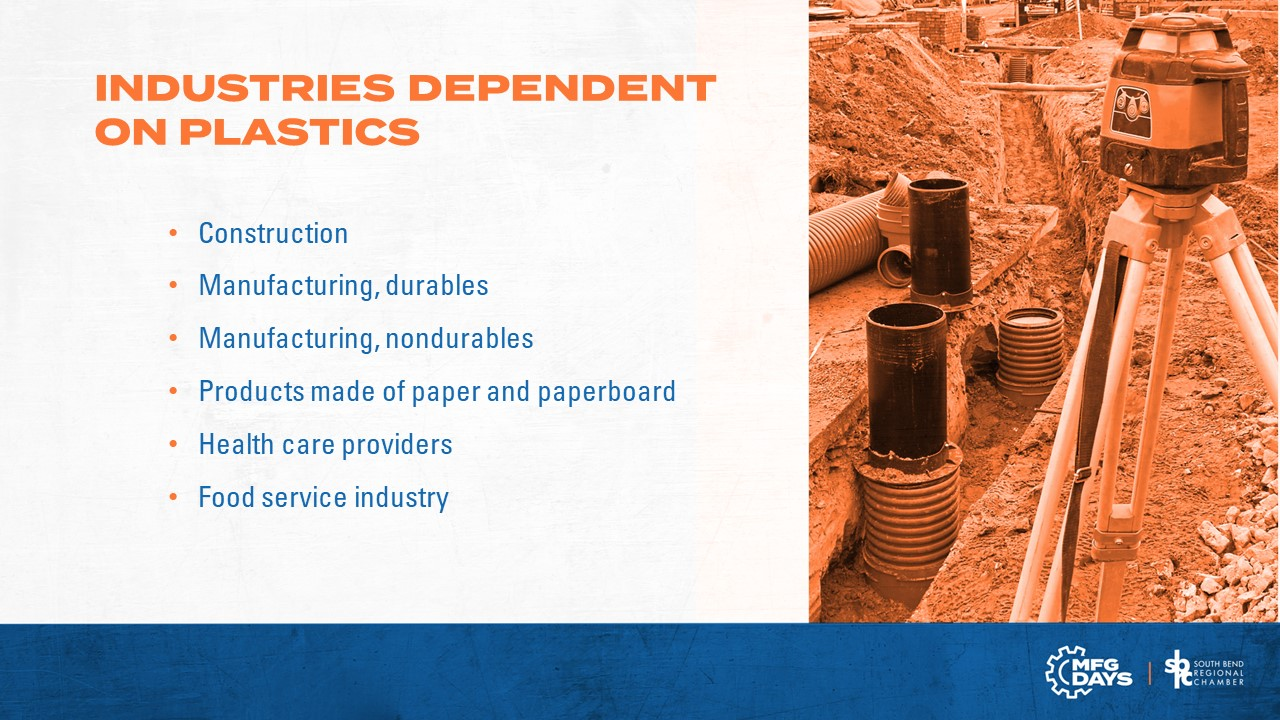 INDUSTRIES DEPENDENT
ON PLASTICS
• Construction
• Manufacturing, durables
• Manufacturing, nondurables
• Products made of paper and paperboard
• Health care providers
• Food service industry
MFG
DAYS
sbrc
SOUTH BEND
REGIONAL
CHAMBER